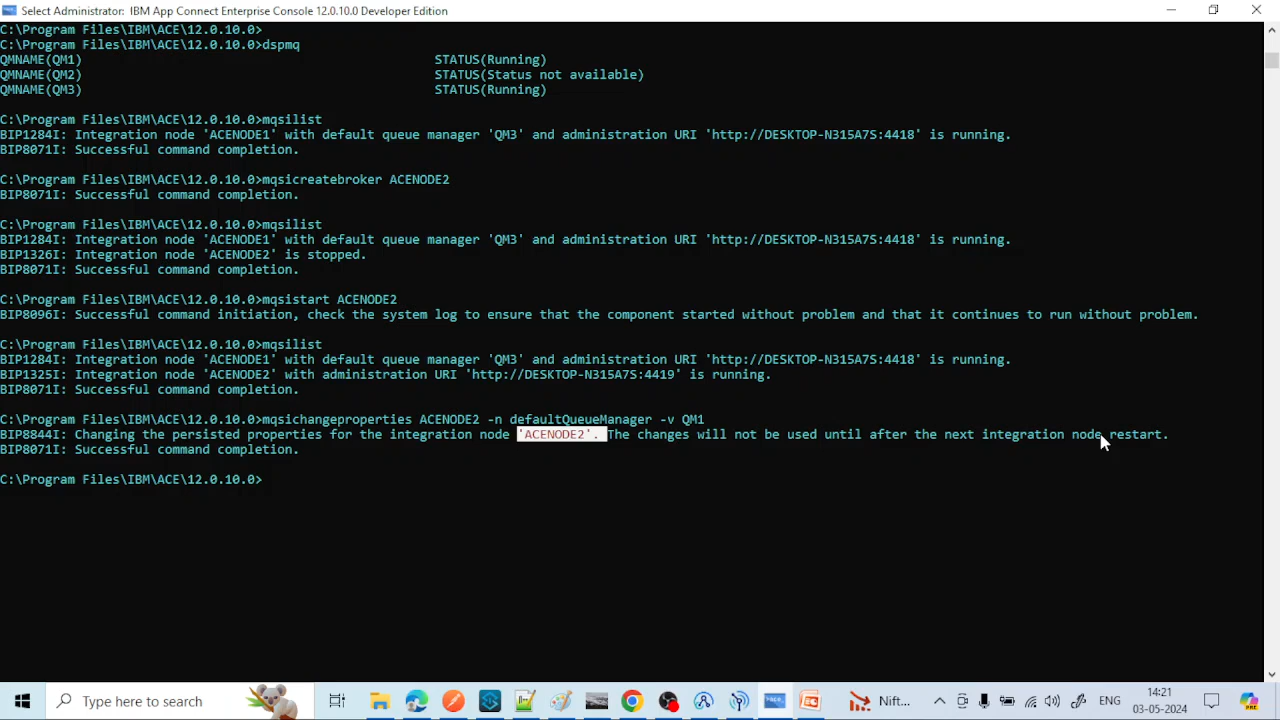 Select Administrator: IBM App Connect Enterprise Console 12.0.10.0 Developer Edition
C:\Program Files\IBM\ACE\12.0.10.0>
C:\Program Files\IBM\ACE\12.0.10.0>dspmq
QMNAME(QM1) STATUS(Running)
QMNAME(QM2) STATUS(Status not available)
QMNAME(QM3) STATUS(Running)
C:\Program Files\IBM\ACE\12.0.10.0>mqsilist
BIP1284I: Integration node 'ACENODE1' with default queue manager 'QM3' and administration URI 'http://DESKTOP-N315A7S:4418' is running.
BIP8071I: Successful command completion.
C:\Program Files\IBM\ACE\12.0.10.0>mqsicreatebroker ACENODE2
BIP8071I: Successful command completion.
C:\Program Files\IBM\ACE\12.0.10.0>mqsilist
BIP1284I: Integration node 'ACENODE1' with default queue manager 'QM3' and administration URI 'http://DESKTOP-N315A7S:4418' is running.
BIP1326I: Integration node 'ACENODE2' is stopped.
BIP8071I: Successful command completion.
C:\Program Files\IBM\ACE\12.0.10.0>mqsistart ACENODE2
BIP8096I: Successful command initiation, check the system log to ensure that the component started without problem and that it continues to run without problem.
C:\Program Files\IBM\ACE\12.0.10.0>mqsilist
BIP1284I: Integration node 'ACENODE1' with default queue manager 'QM3' and administration URI 'http://DESKTOP-N315A7S:4418' is running.
BIP1325I: Integration node 'ACENODE2' with administration URI 'http://DESKTOP-N315A7S:4419' is running.
BIP8071I: Successful command completion.
C:\Program Files\IBM\ACE\12.0.10.0>mqsichangeproperties ACENODE2 -n defaultQueueManager -v QM1
BIP8844I: Changing the persisted properties for the integration node 'ACENODE2'. The changes will not be used until after the next integration node restart.
BIP8071I: Successful command completion.
C:\Program Files\IBM\ACE\12.0.10.0>
Type here to search
Nift...
ENG
14:21
03-05-2024